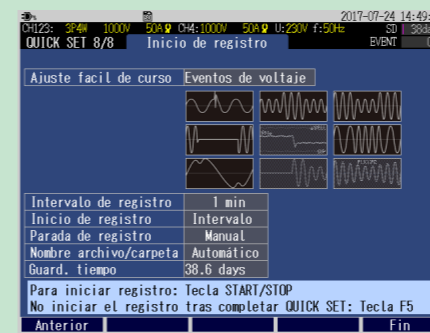 2017-07-24 14:49:
CH123: 3P4W 1000V 50A CH4:1000V 50A U:230V f:50Hz SD 38da
QUICK SET 8/8 Inicio de registro EVENT 0
Ajuste facil de curso Eventos de voltaje
Intervalo de registro 1 min
Inicio de registro Intervalo
Parada de registro Manual
Nombre archivo/carpeta Automático
Guard. tiempo 38.6 days
Para iniciar registro: Tecla START/STOP
No iniciar el registro tras completar QUICK SET: Tecla F5
Anterior Fin